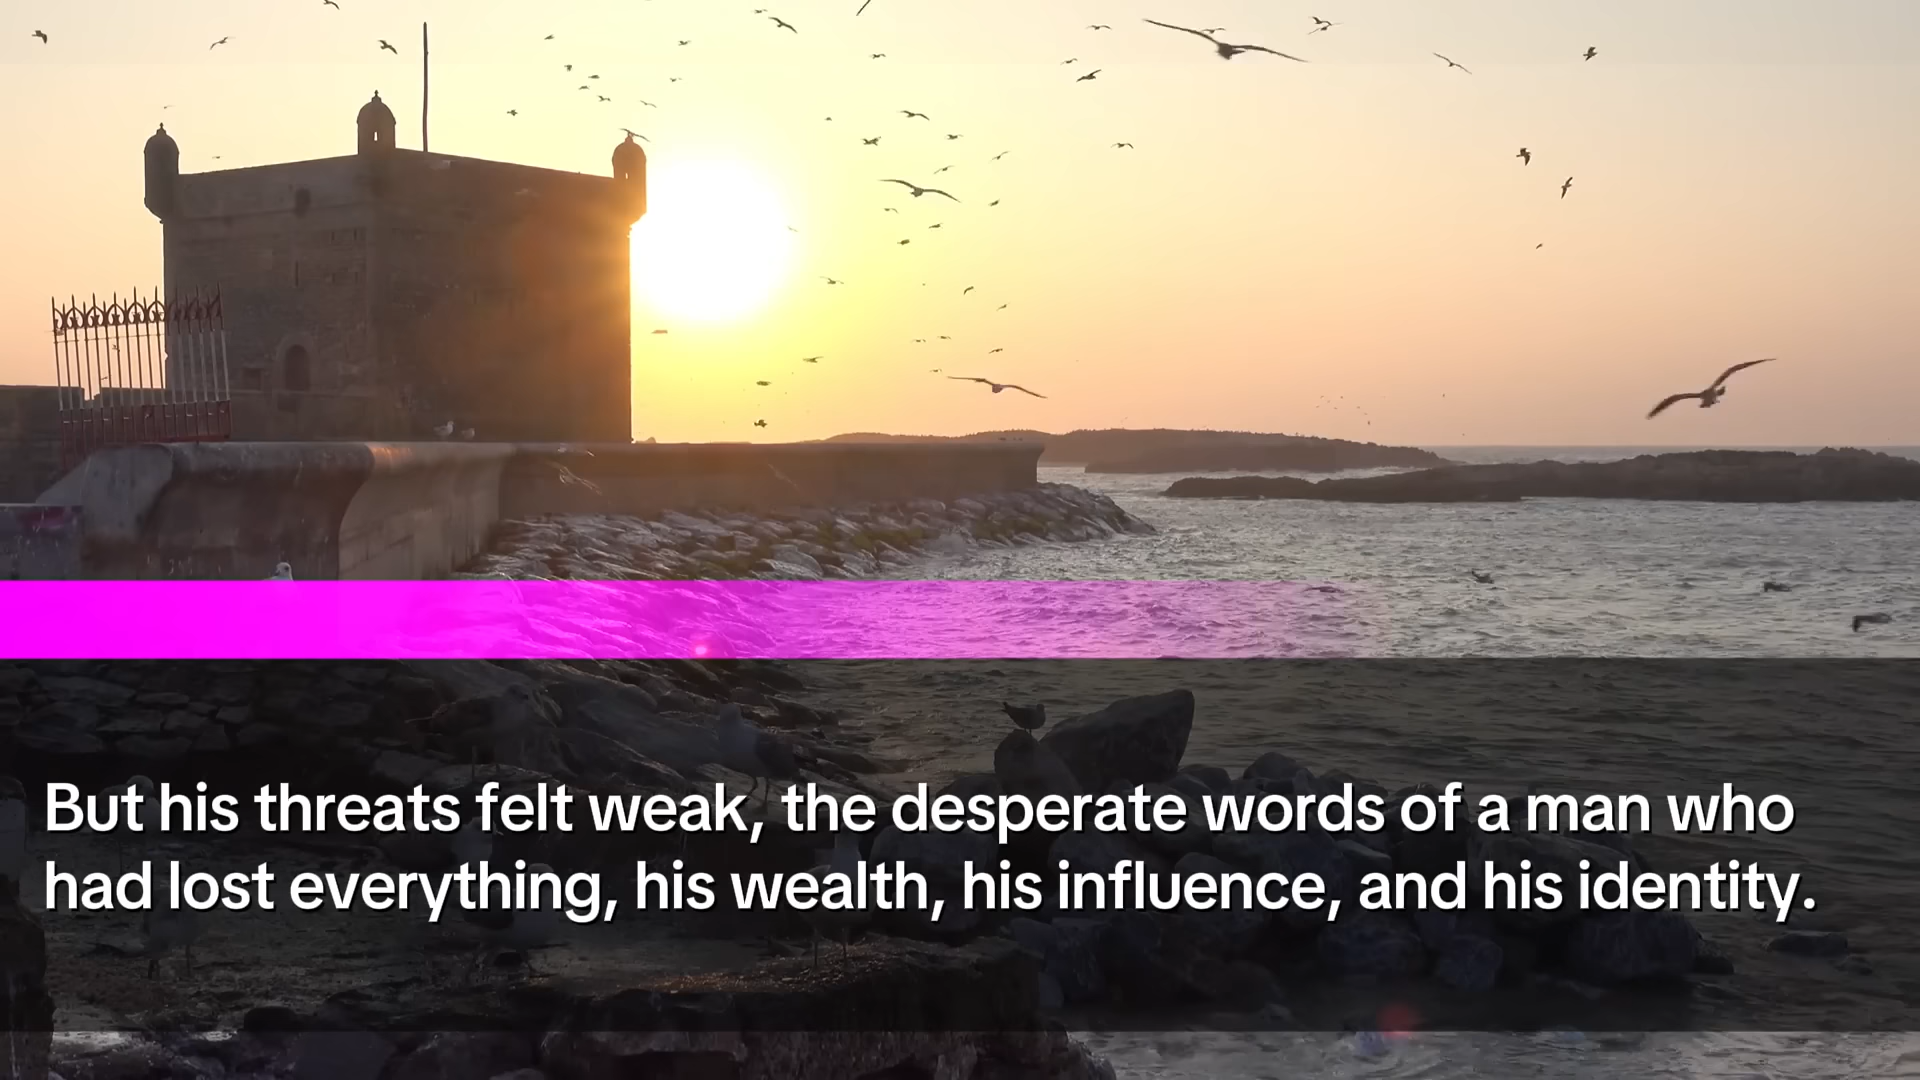 But his threats felt weak, the desperate words of a man who
had lost everything, his wealth, his influence, and his identity.